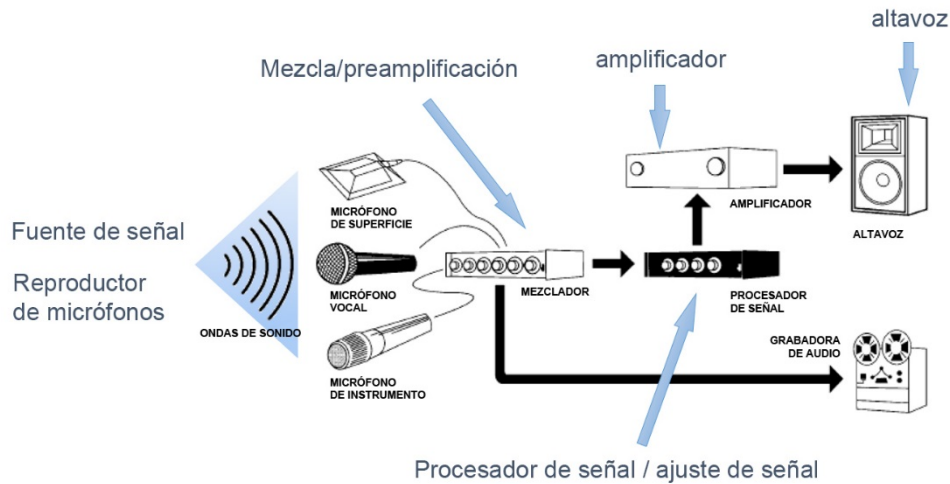 altavoz
Mezcla/preamplificación
amplificador
MICRÓFONO
DE SUPERFICIE
AMPLIFICADOR
ALTAVOZ
Fuente de señal
Reproductor
de micrófonos
ONDAS DE SONIDO
MICRÓFONO
VOCAL
MEZCLADOR
PROCESADOR
DE SEÑAL
GRABADORA
DE AUDIO
MICRÓFONO
DE INSTRUMENTO
Procesador de señal / ajuste de señal